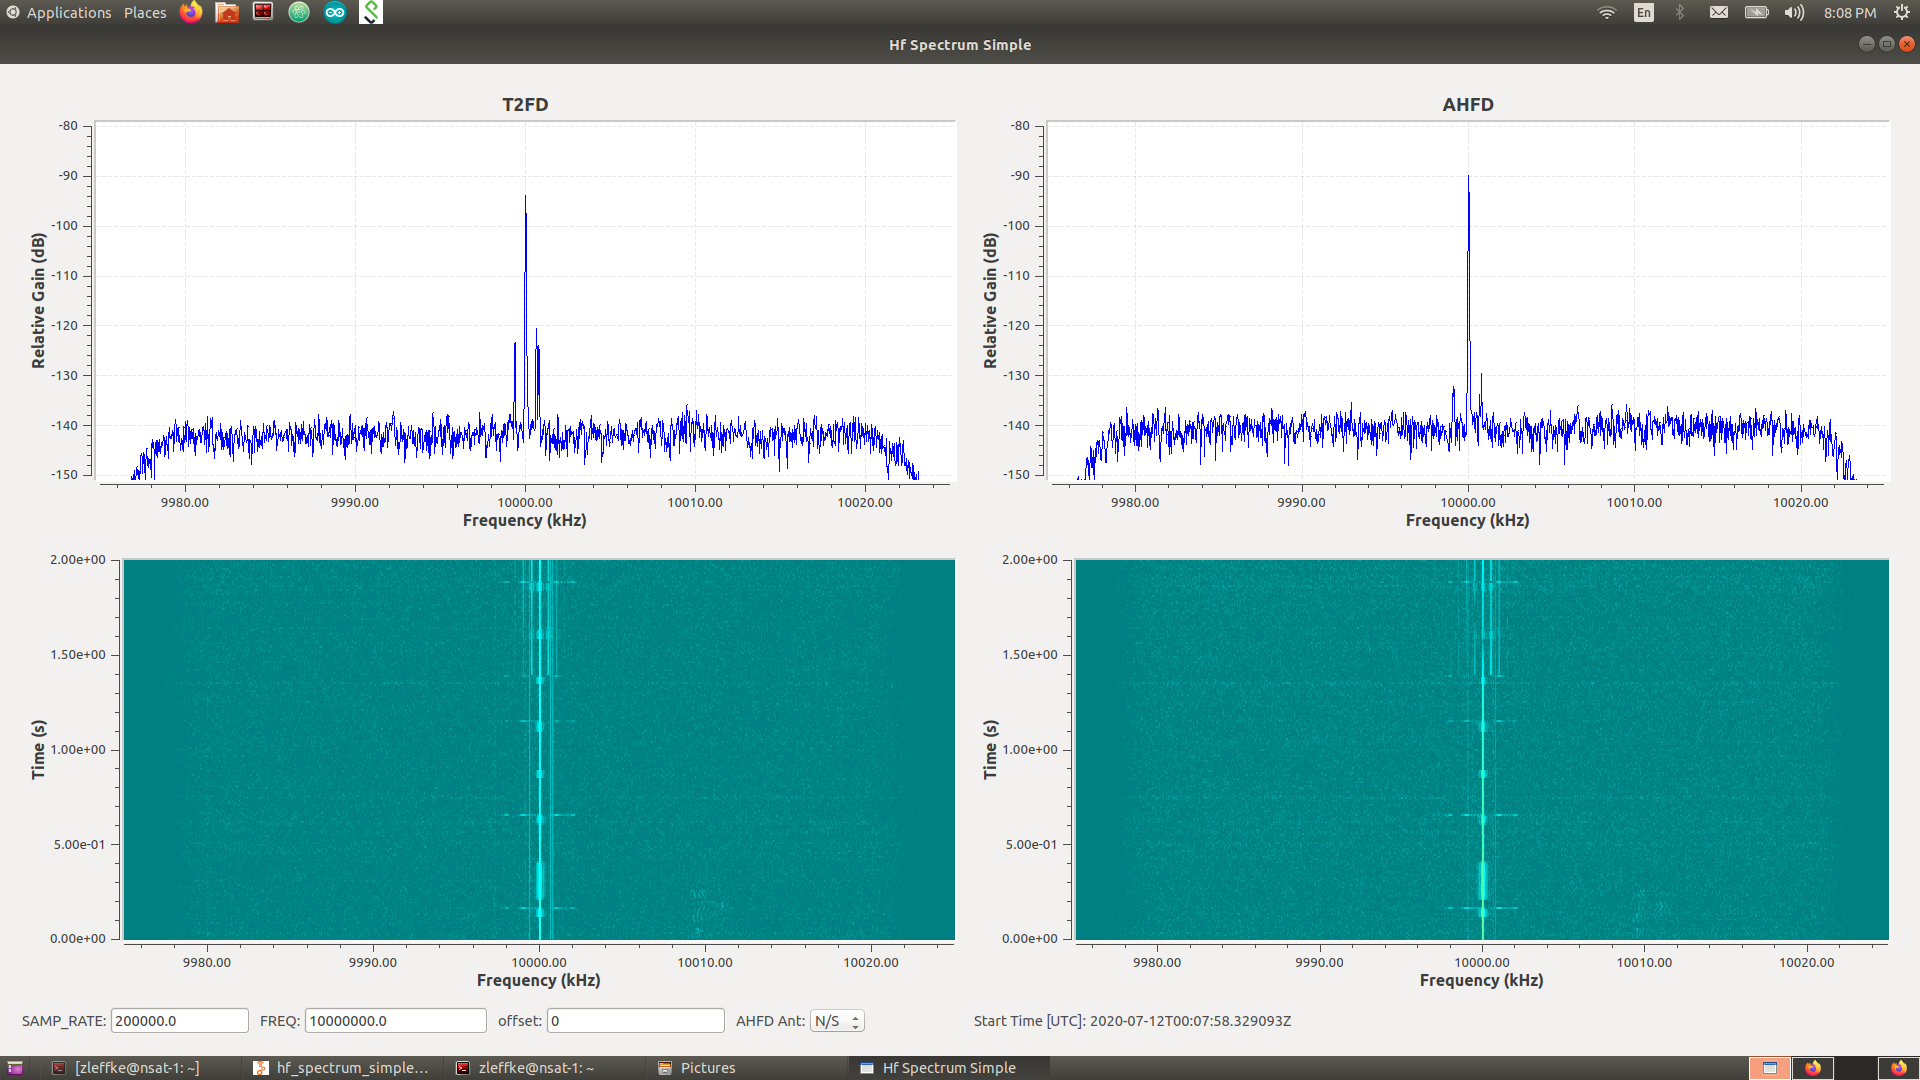 Applications Places En 8:08 PM
Hf Spectrum Simple
T2FD
-80
-90
-100
-110
-120
-130
-140
-150
Relative Gain (dB)
9980.00 9990.00 10000.00 10010.00 10020.00
Frequency (kHz)
AHFD
-80
-90
-100
-110
-120
-130
-140
-150
Relative Gain (dB)
9980.00 9990.00 10000.00 10010.00 10020.00
Frequency (kHz)
2.00e+00
1.50e+00
1.00e+00
5.00e-01
0.00e+00
Time (s)
9980.00 9990.00 10000.00 10010.00 10020.00
Frequency (kHz)
2.00e+00
1.50e+00
1.00e+00
5.00e-01
0.00e+00
Time (s)
9980.00 9990.00 10000.00 10010.00 10020.00
Frequency (kHz)
SAMP_RATE: 200000.0 FREQ: 10000000.0 offset: 0 AHFD Ant: N/S Start Time [UTC]: 2020-07-12T00:07:58.329093Z
[zleffke@nsat-1: ~] hf_spectrum_simple... zleffke@nsat-1: ~ Pictures Hf Spectrum Simple